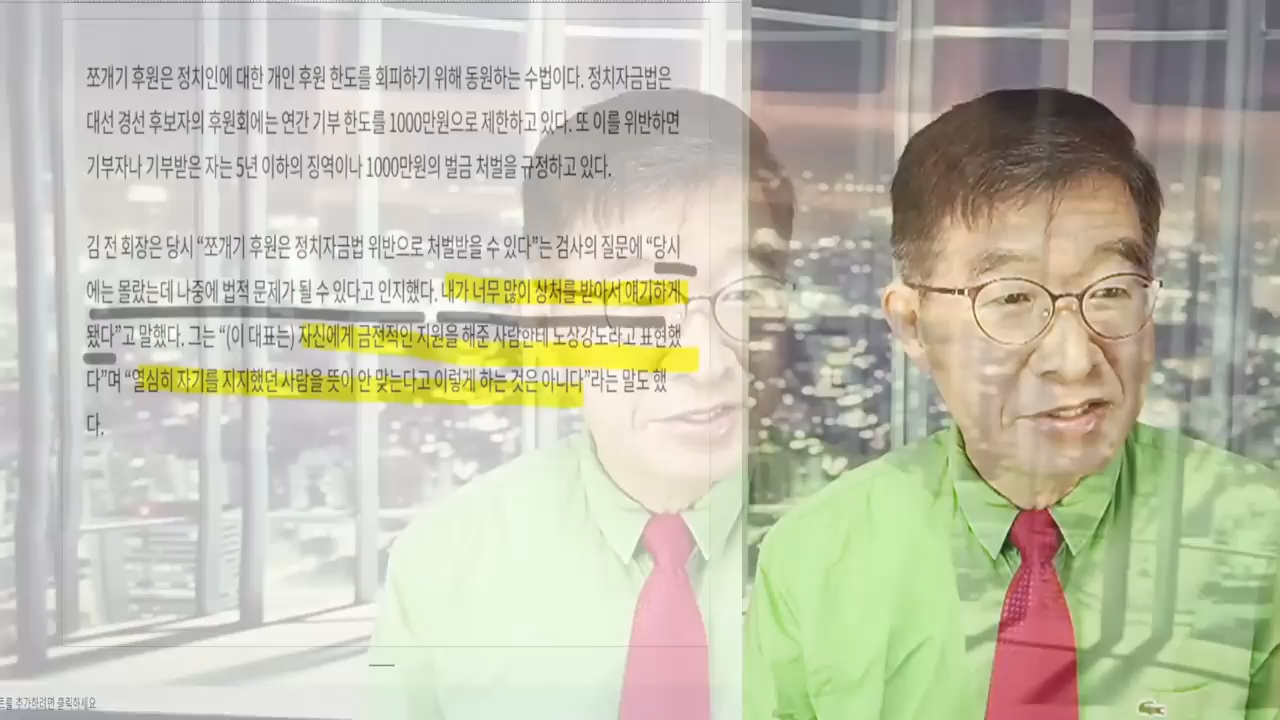 쪼개기 후원은 정치인에 대한 개인 후원 한도를 회피하기 위해 동원하는 수법이다. 정치자금법은
대선 경선 후보자의 후원회에는 연간 기부 한도를 1000만원으로 제한하고 있다. 또 이를 위반하면
기부자나 기부받은 자는 5년 이하의 징역이나 1000만원의 벌금 처벌을 규정하고 있다.
김 전 회장은 당시 “쪼개기 후원은 정치자금법 위반으로 처벌받을 수 있다”는 검사의 질문에 “당시
에는 몰랐는데 나중에 법적 문제가 될 수 있다고 인지했다. 내가 너무 많이 상처를 받아서 얘기하게
됐다”고 말했다. 그는 “(이 대표는) 자신에게 금전적인 지원을 해준 사람한테 노상강도라고 표현했
다”며 “열심히 자기를 지지했던 사람을 뜻이 안 맞는다고 이렇게 하는 것은 아니다”라는 말도 했
다.
트를 추가하려면 클릭하세요